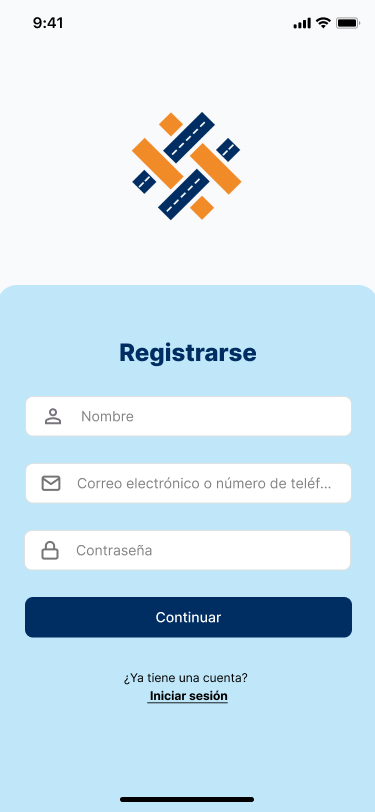 9:41
Registrarse
Nombre
Correo electrónico o número de teléf...
Contraseña
Continuar
¿Ya tiene una cuenta?
Iniciar sesión